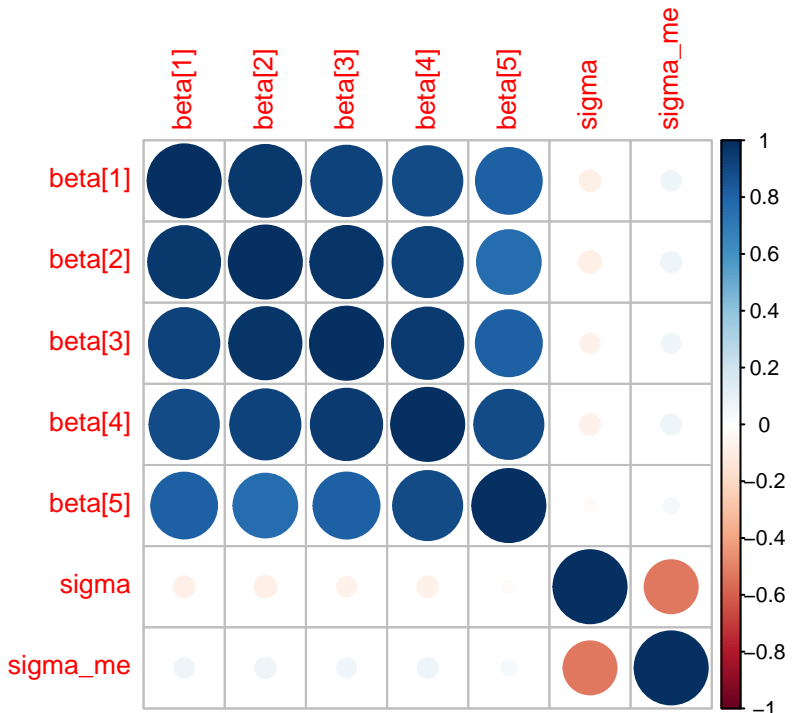 beta[1]
beta[2]
beta[3]
beta[4]
beta[5]
sigma
sigma_me
beta[1]
beta[2]
beta[3]
beta[4]
beta[5]
sigma
sigma_me
1
0.8
0.6
0.4
0.2
0
−0.2
−0.4
−0.6
−0.8
−1